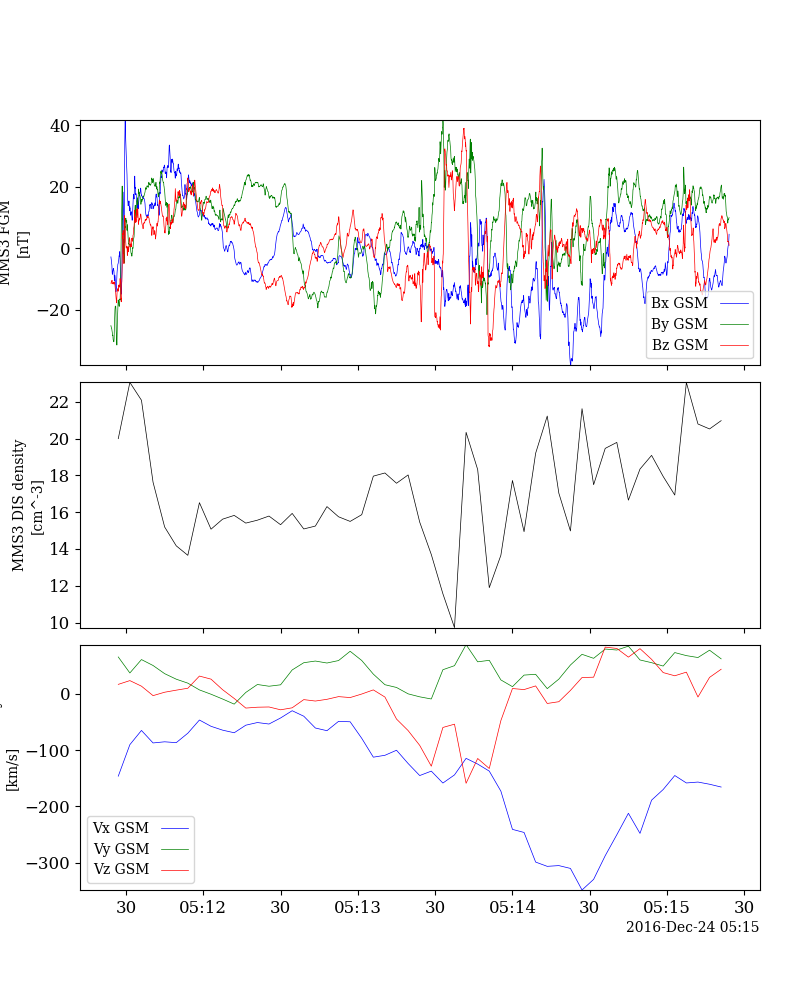 40
20
0
−20
MMS3 FGM
[nT]
Bx GSM
By GSM
Bz GSM
22
20
18
16
14
12
10
MMS3 DIS density
[cm^-3]
0
−100
−200
−300
[km/s]
Vx GSM
Vy GSM
Vz GSM
30 05:12 30 05:13 30 05:14 30 05:15 30
2016-Dec-24 05:15